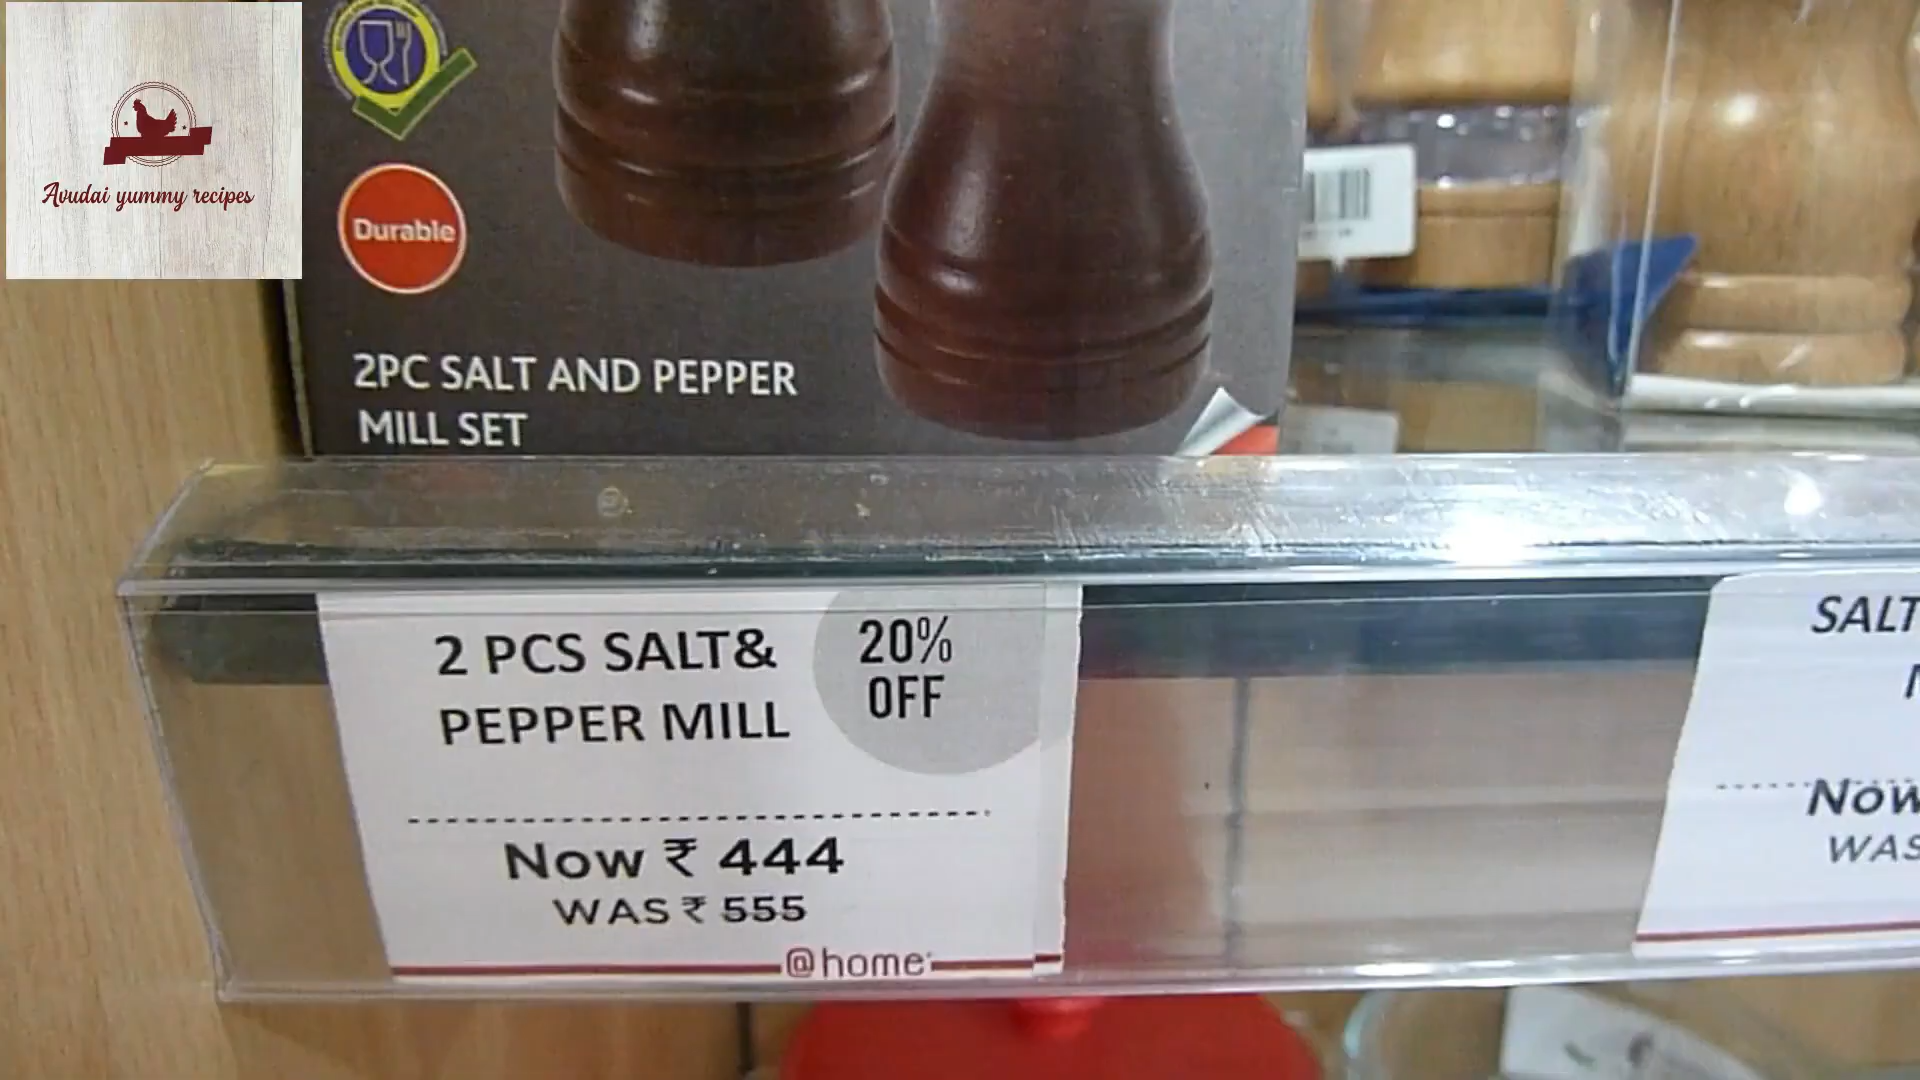 Avudai yummy recipes
Durable
2PC SALT AND PEPPER
MILL SET
2 PCS SALT&
PEPPER MILL
20%
OFF
Now ₹ 444
WAS ₹ 555
@home
SALT
Now
WAS